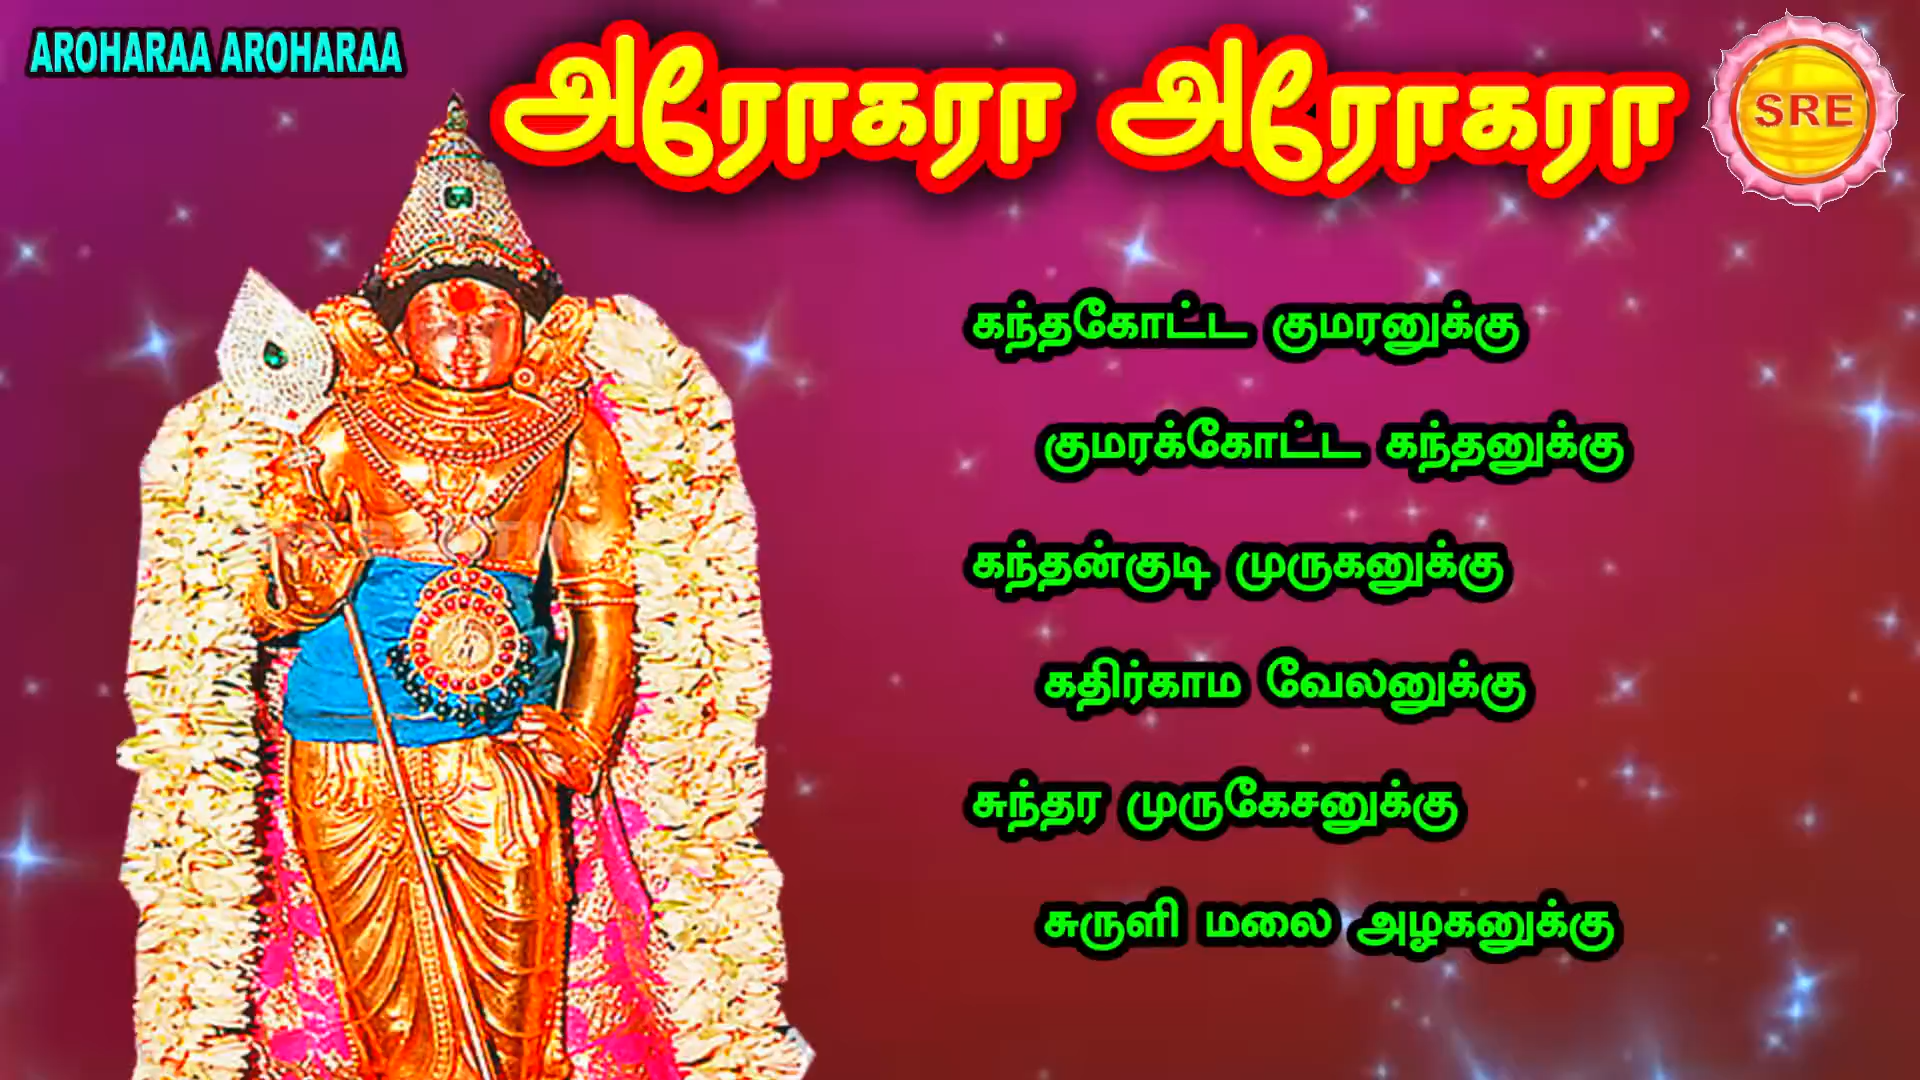 AROHARAA AROHARAA
அரோகரா அரோகரா
SRE
கந்தகோட்ட குமரனுக்கு
குமரக்கோட்ட கந்தனுக்கு
கந்தன்குடி முருகனுக்கு
கதிர்காம வேலனுக்கு
சுந்தர முருகேசனுக்கு
சுருளி மலை அழகனுக்கு